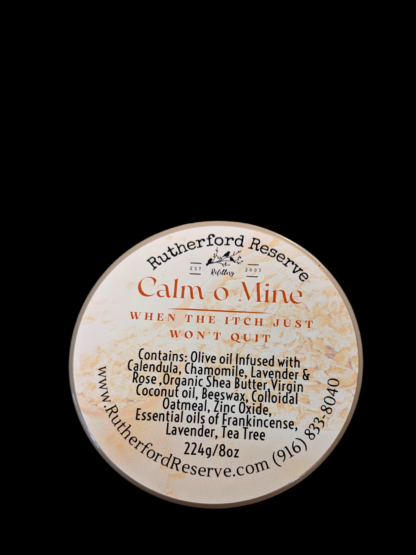 Rutherford Reserve
EST
Refillery
Calm o Mine
WHEN THE ITCH JUST
WON'T QUIT
Contains: Olive oil Infused with
Calendula, Chamomile, Lavender &
Rose ,Organic Shea Butter, Virgin
Coconut oil, Beeswax, Colloidal
Oatmeal, Zinc Oxide,
Essential oils of Frankincense,
Lavender, Tea Tree
224g/8oz
www.RutherfordReserve.com (916) 833-8040